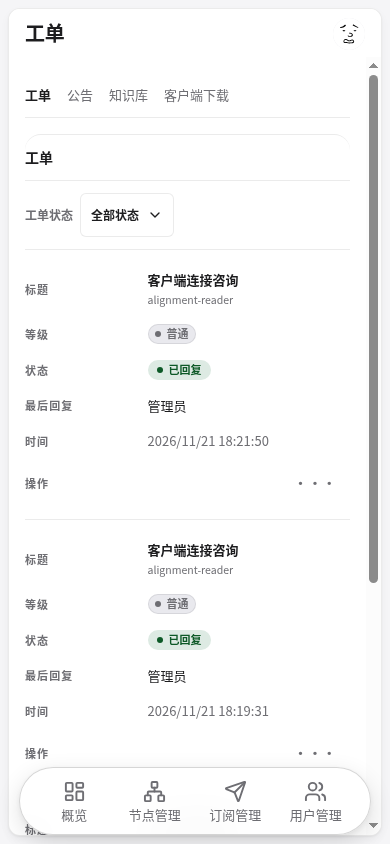 工单
工单 公告 知识库 客户端下载
工单
工单状态 全部状态
标题 客户端连接咨询
alignment-reader
等级 普通
状态 已回复
最后回复 管理员
时间 2026/11/21 18:21:50
操作
标题 客户端连接咨询
alignment-reader
等级 普通
状态 已回复
最后回复 管理员
时间 2026/11/21 18:19:31
操作
概览 节点管理 订阅管理 用户管理